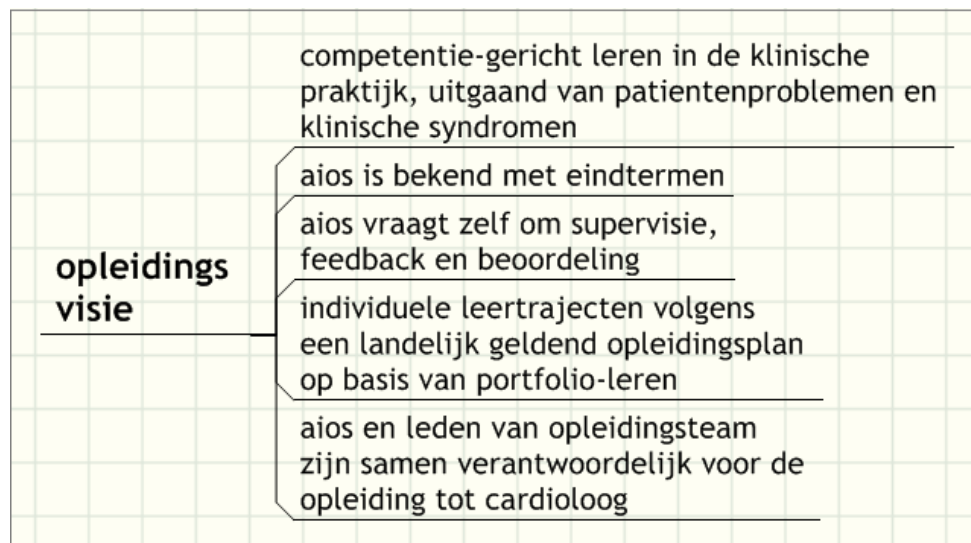 opleidings
visie
competentie-gericht leren in de klinische
praktijk, uitgaand van patientenproblemen en
klinische syndromen
aios is bekend met eindtermen
aios vraagt zelf om supervisie,
feedback en beoordeling
individuele leertrajecten volgens
een landelijk geldend opleidingsplan
op basis van portfolio-leren
aios en leden van opleidingsteam
zijn samen verantwoordelijk voor de
opleiding tot cardioloog